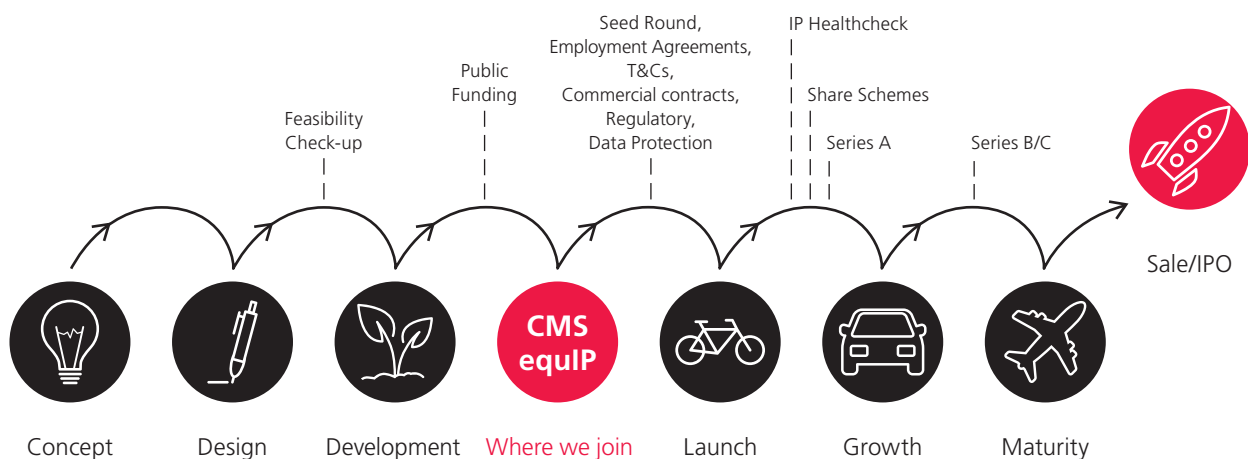 Feasibility
Check-up
Public
Funding
Seed Round,
Employment Agreements,
T&Cs,
Commercial contracts,
Regulatory,
Data Protection
IP Healthcheck
Share Schemes
Series A
Series B/C
Sale/IPO
CMS
equIP
Concept
Design
Development
Where we join
Launch
Growth
Maturity